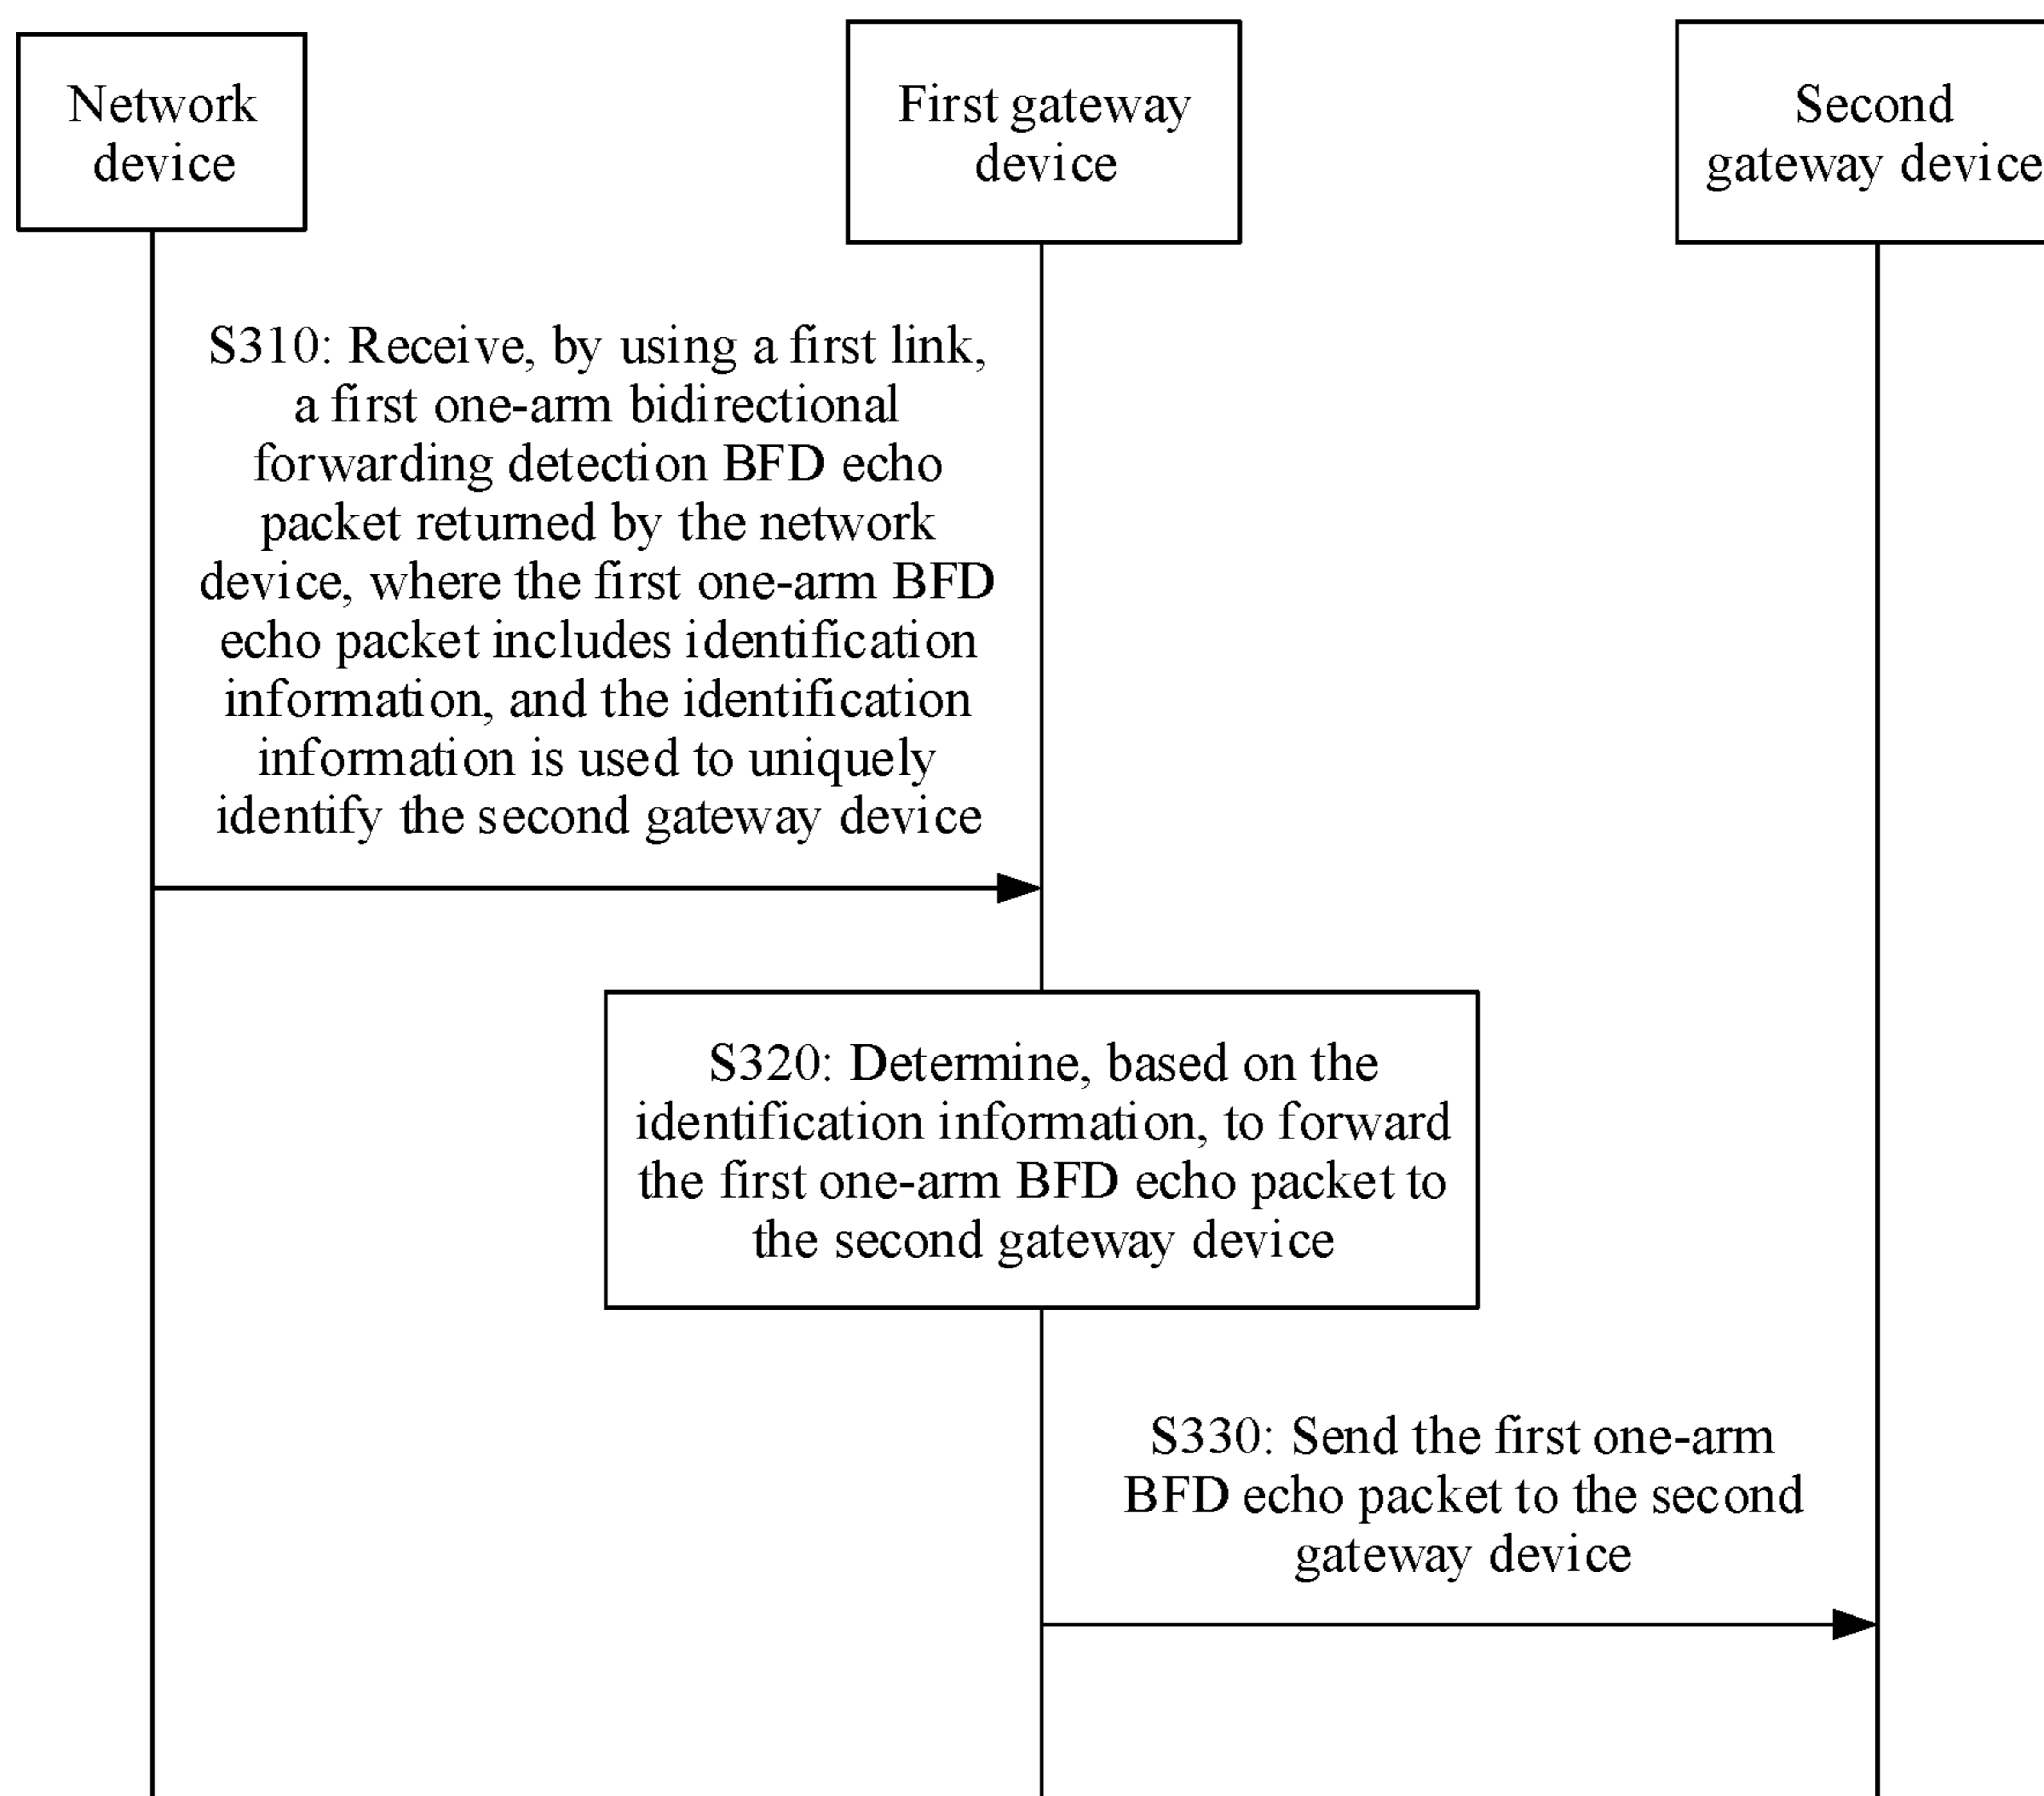 Network
device
First gateway
device
Second
gateway device
S310: Receive, by using a first link,
a first one-arm bidirectional
forwarding detection BFD echo
packet returned by the network
device, where the first one-arm BFD
echo packet includes identification
information, and the identification
information is used to uniquely
identify the second gateway device
S320: Determine, based on the
identification information, to forward
the first one-arm BFD echo packet to
the second gateway device
S330: Send the first one-arm
BFD echo packet to the second
gateway device